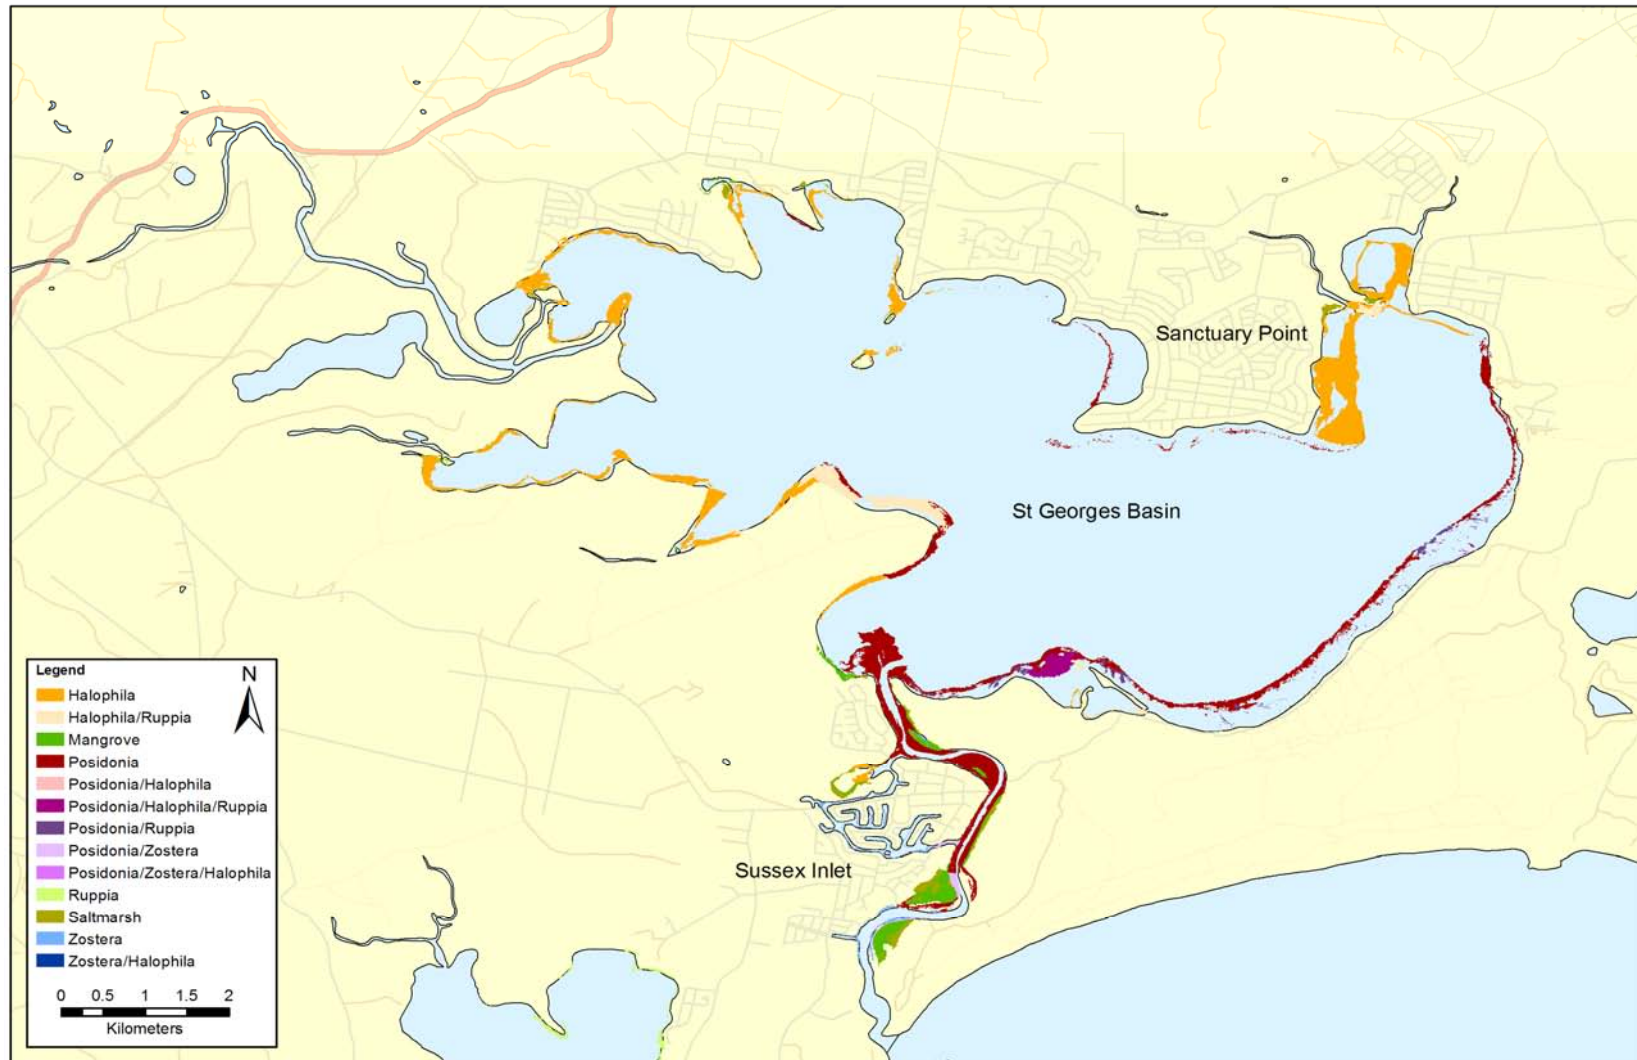 Sanctuary Point
St Georges Basin
Sussex Inlet
Legend
N
Halophila
Halophila/Ruppia
Mangrove
Posidonia
Posidonia/Halophila
Posidonia/Halophila/Ruppia
Posidonia/Ruppia
Posidonia/Zostera
Posidonia/Zostera/Halophila
Ruppia
Saltmarsh
Zostera
Zostera/Halophila
0 0.5 1 1.5 2
Kilometers